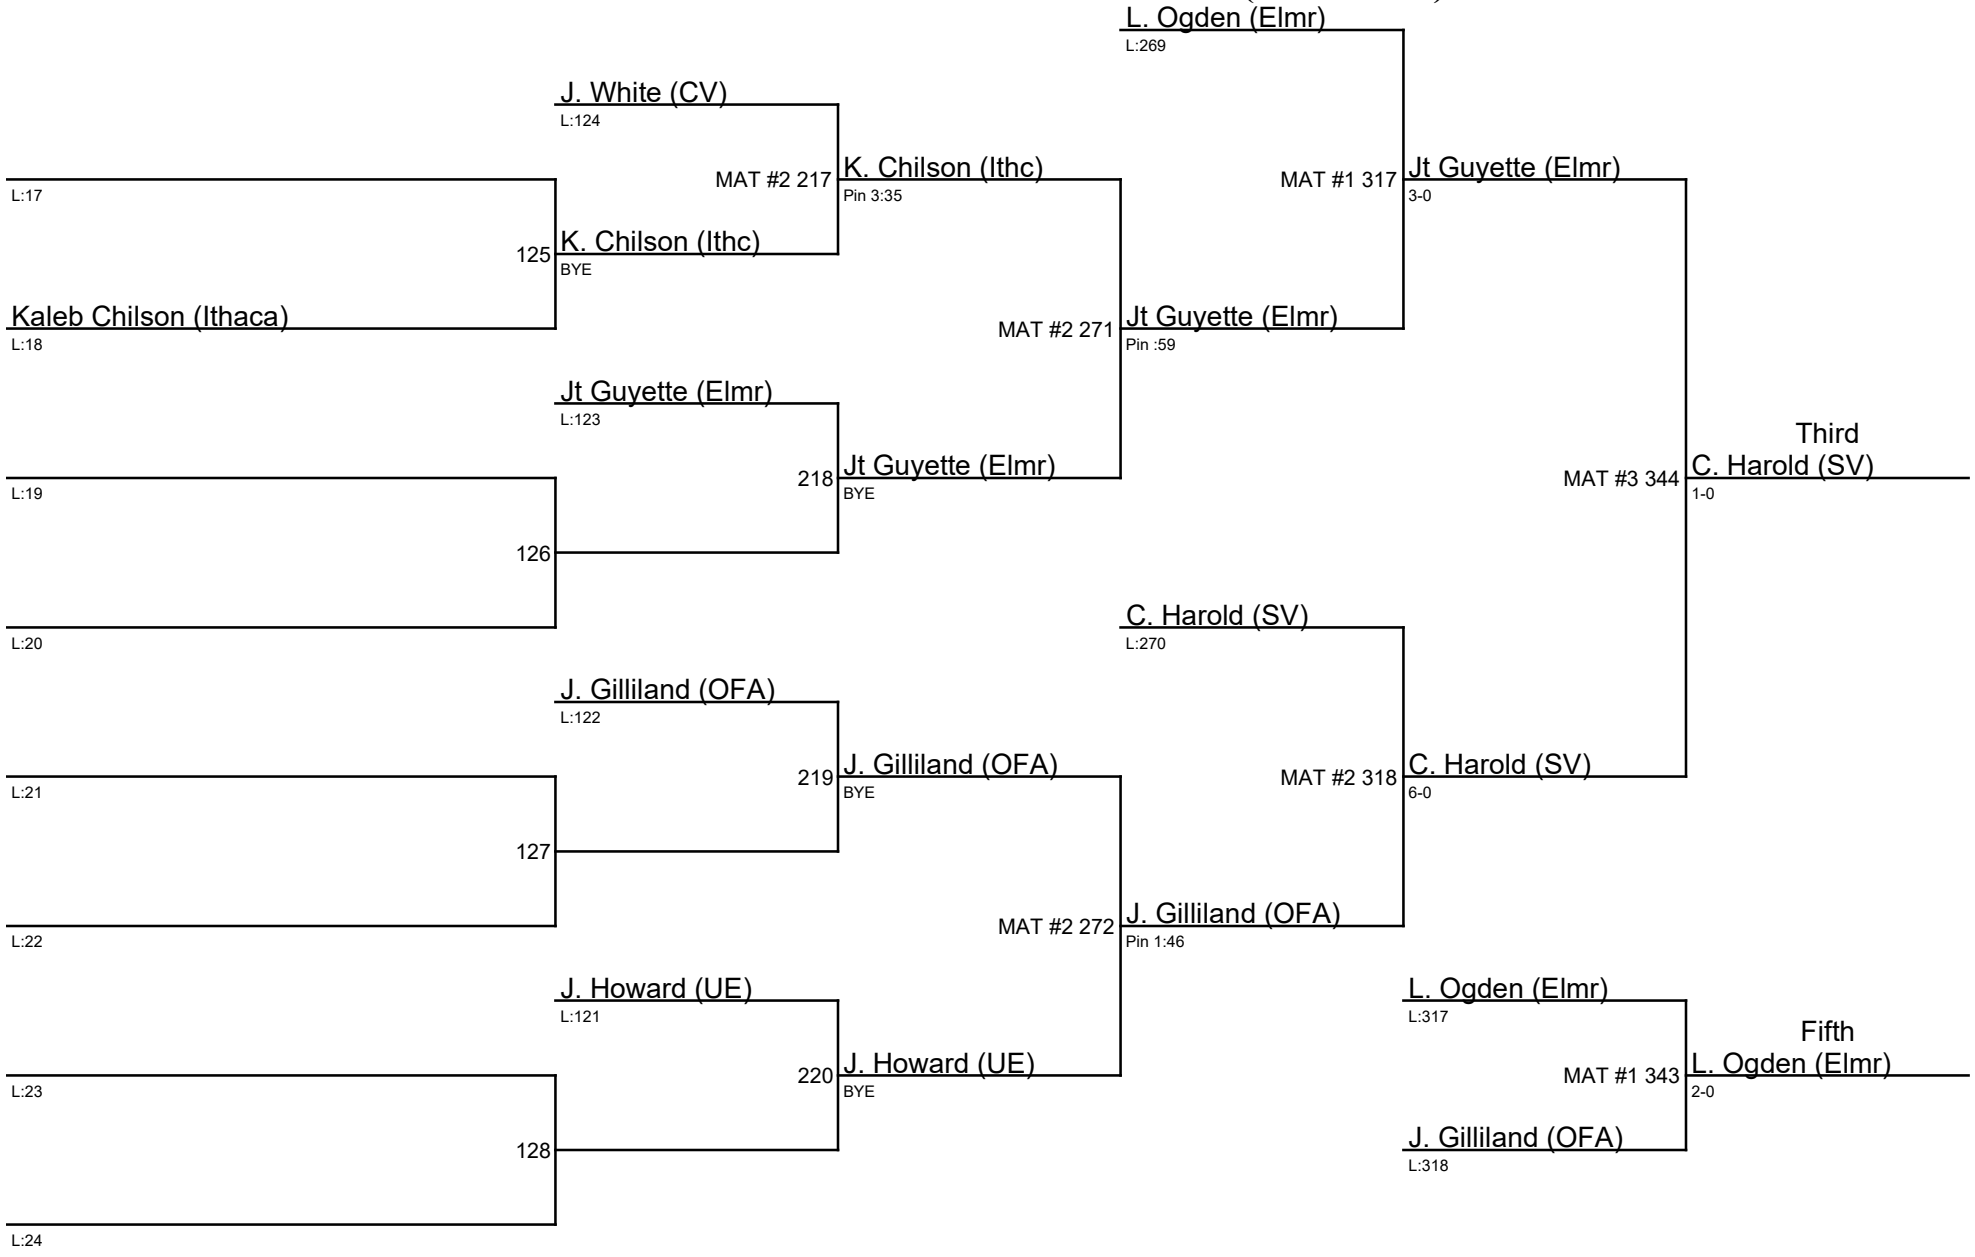 L. Ogden (Elmr)
L:269
J. White (CV)
L:124
MAT #2 217
K. Chilson (Ithc)
Pin 3:35
MAT #1 317
Jt Guyette (Elmr)
3-0
L:17
125
K. Chilson (Ithc)
BYE
Kaleb Chilson (Ithaca)
L:18
MAT #2 271
Jt Guyette (Elmr)
Pin :59
Jt Guyette (Elmr)
L:123
Third
218
Jt Guyette (Elmr)
BYE
MAT #3 344
C. Harold (SV)
1-0
L:19
126
C. Harold (SV)
L:270
L:20
J. Gilliland (OFA)
L:122
219
J. Gilliland (OFA)
BYE
MAT #2 318
C. Harold (SV)
6-0
L:21
127
MAT #2 272
J. Gilliland (OFA)
Pin 1:46
L:22
J. Howard (UE)
L:121
L. Ogden (Elmr)
L:317
Fifth
220
J. Howard (UE)
BYE
MAT #1 343
L. Ogden (Elmr)
2-0
L:23
128
J. Gilliland (OFA)
L:318
L:24